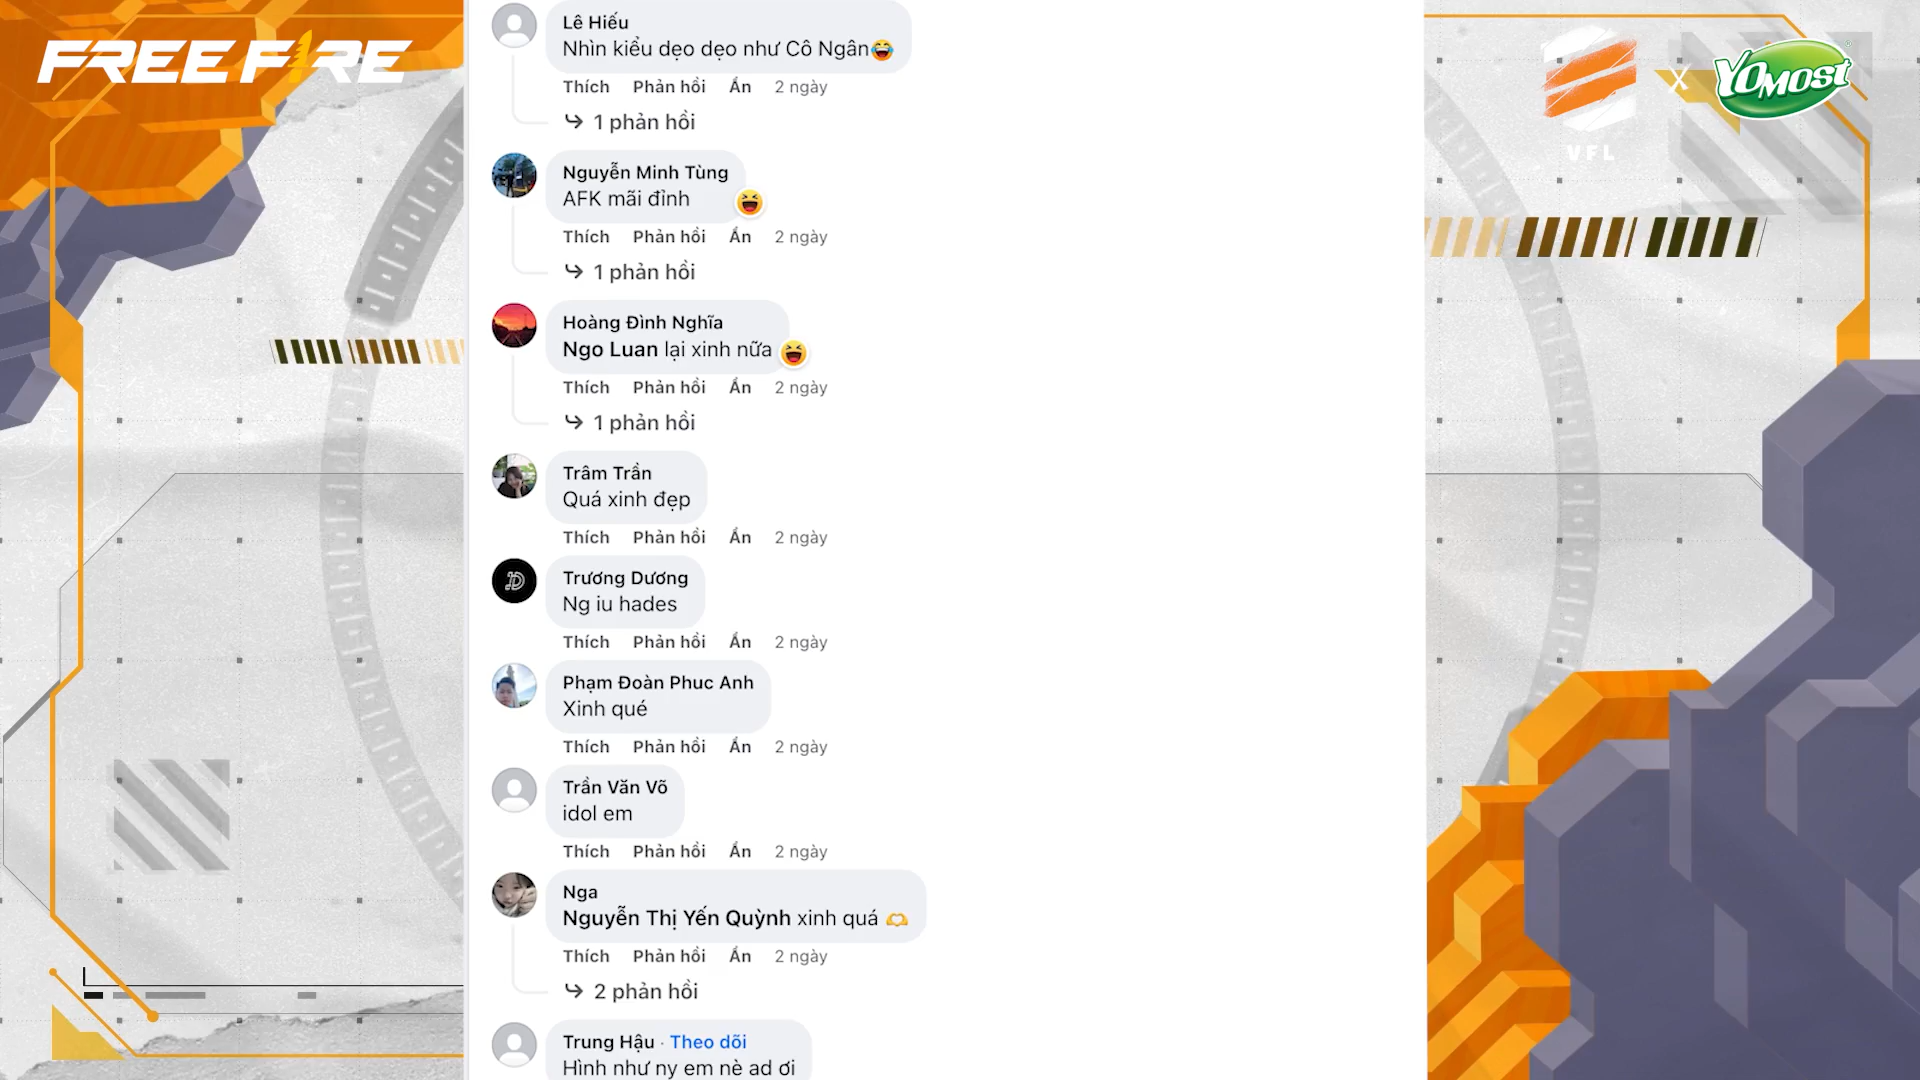 FREE FIRE
VFL
X
YOMOST
Lê Hiếu
Nhìn kiểu dẹo dẹo như Cô Ngân😂
Thích Phản hồi Ẩn 2 ngày
1 phản hồi
Nguyễn Minh Tùng
AFK mãi đỉnh
Thích Phản hồi Ẩn 2 ngày
1 phản hồi
Hoàng Đình Nghĩa
Ngo Luan lại xinh nữa
Thích Phản hồi Ẩn 2 ngày
1 phản hồi
Trâm Trần
Quá xinh đẹp
Thích Phản hồi Ẩn 2 ngày
Trương Dương
Ng iu hades
Thích Phản hồi Ẩn 2 ngày
Phạm Đoàn Phuc Anh
Xinh qué
Thích Phản hồi Ẩn 2 ngày
Trần Văn Võ
idol em
Thích Phản hồi Ẩn 2 ngày
Nga
Nguyễn Thị Yến Quỳnh xinh quá 🫶
Thích Phản hồi Ẩn 2 ngày
2 phản hồi
Trung Hậu · Theo dõi
Hình như ny em nè ad ơi